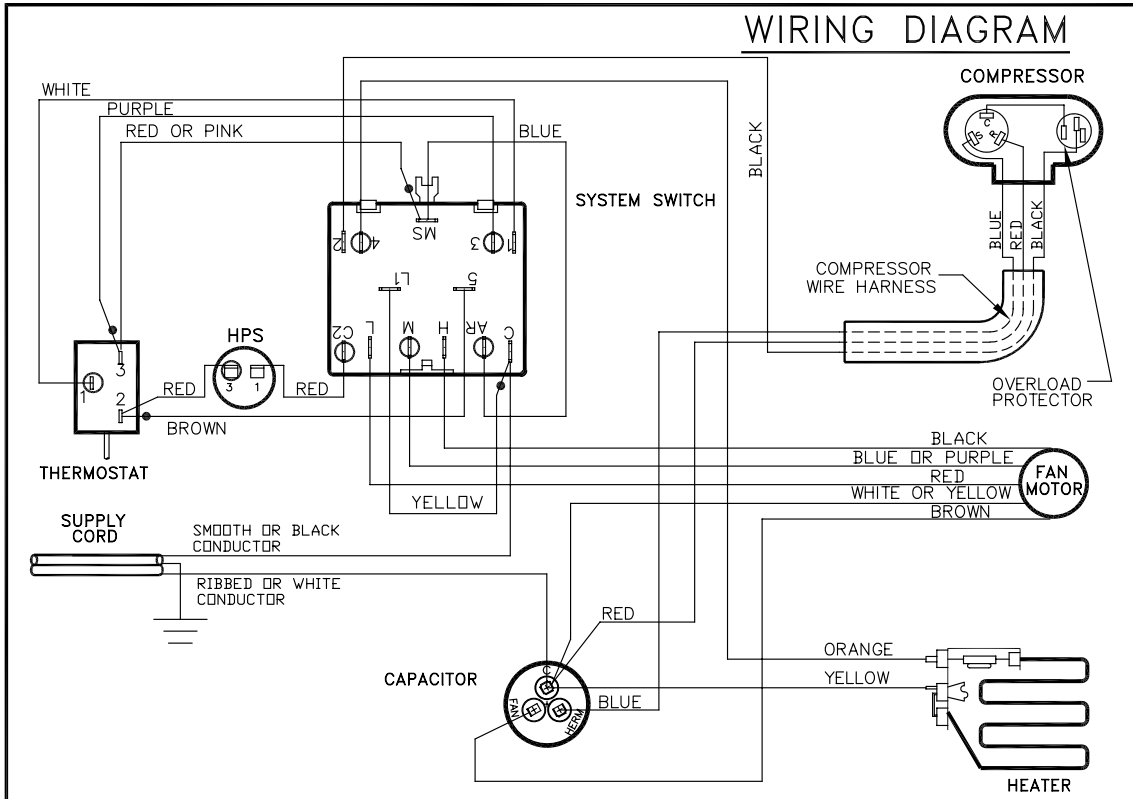 WIRING DIAGRAM
COMPRESSOR
WHITE
PURPLE
RED OR PINK
BLUE
BLACK
C
S
R
SYSTEM SWITCH
MS
2
4
3
1
L1
5
C2
L
M
H
AR
C
BLUE
RED
BLACK
COMPRESSOR
WIRE HARNESS
OVERLOAD
PROTECTOR
HPS
3
1
RED
RED
3
1
2
BROWN
THERMOSTAT
BLACK
BLUE OR PURPLE
RED
WHITE OR YELLOW
BROWN
FAN
MOTOR
YELLOW
SUPPLY
CORD
SMOOTH OR BLACK
CONDUCTOR
RIBBED OR WHITE
CONDUCTOR
RED
ORANGE
YELLOW
CAPACITOR
C
FAN
HERM
BLUE
HEATER